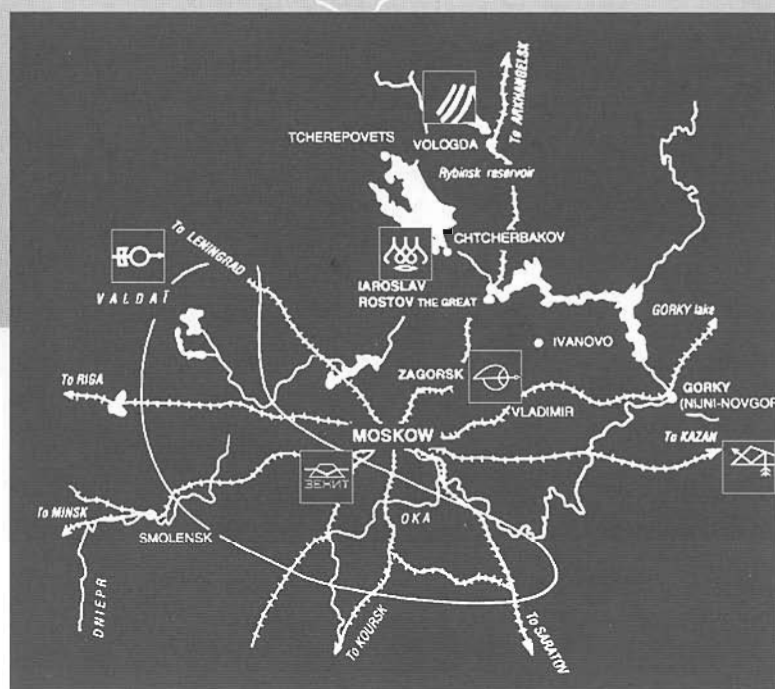 To ARKHANGELSK
TCHEREPOVETS
VOLOGDA
Rybinsk reservoir
To LENINGRAD
CHTCHERBAKOV
VALDAÏ
IAROSLAV
ROSTOV THE GREAT
GORKY lake
IVANOVO
To RIGA
ZAGORSK
GORKY
(NIJNI-NOVGOR
VLADIMIR
MOSKOW
To KAZAN
ЗЕНИТ
To MINSK
OKA
SMOLENSK
DNIEPR
To KOURSK
To SARATOV